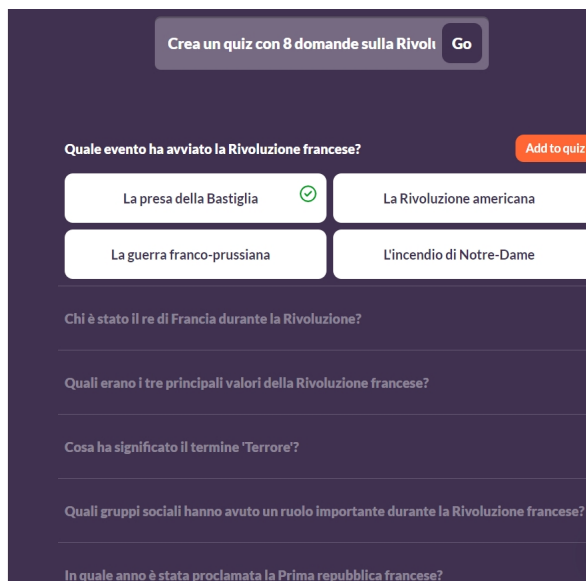 Crea un quiz con 8 domande sulla Rivolu
Go
Quale evento ha avviato la Rivoluzione francese?
Add to quiz
La presa della Bastiglia
La Rivoluzione americana
La guerra franco-prussiana
L'incendio di Notre-Dame
Chi è stato il re di Francia durante la Rivoluzione?
Quali erano i tre principali valori della Rivoluzione francese?
Cosa ha significato il termine 'Terrore'?
Quali gruppi sociali hanno avuto un ruolo importante durante la Rivoluzione francese?
In quale anno è stata proclamata la Prima repubblica francese?